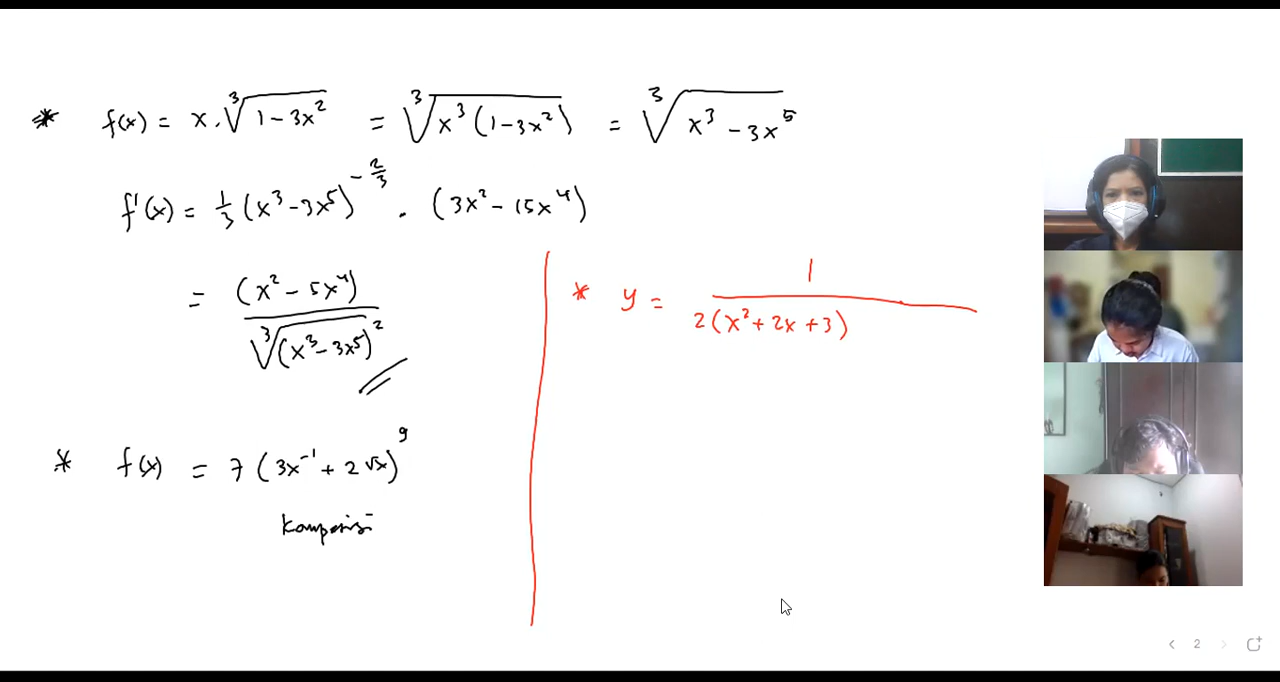 * f(x) = x . ∛(1 - 3x²) = ∛(x³ (1 - 3x²)) = ∛(x³ - 3x⁵)
f'(x) = 1/3 (x³ - 3x⁵)^(-2/3) . (3x² - 15x⁴)
= (x² - 5x⁴) / ∛(x³ - 3x⁵)²
* f(x) = 7 (3x⁻¹ + 2√x)⁹
Komposisi
* y = 1 / 2(x² + 2x + 3)
2